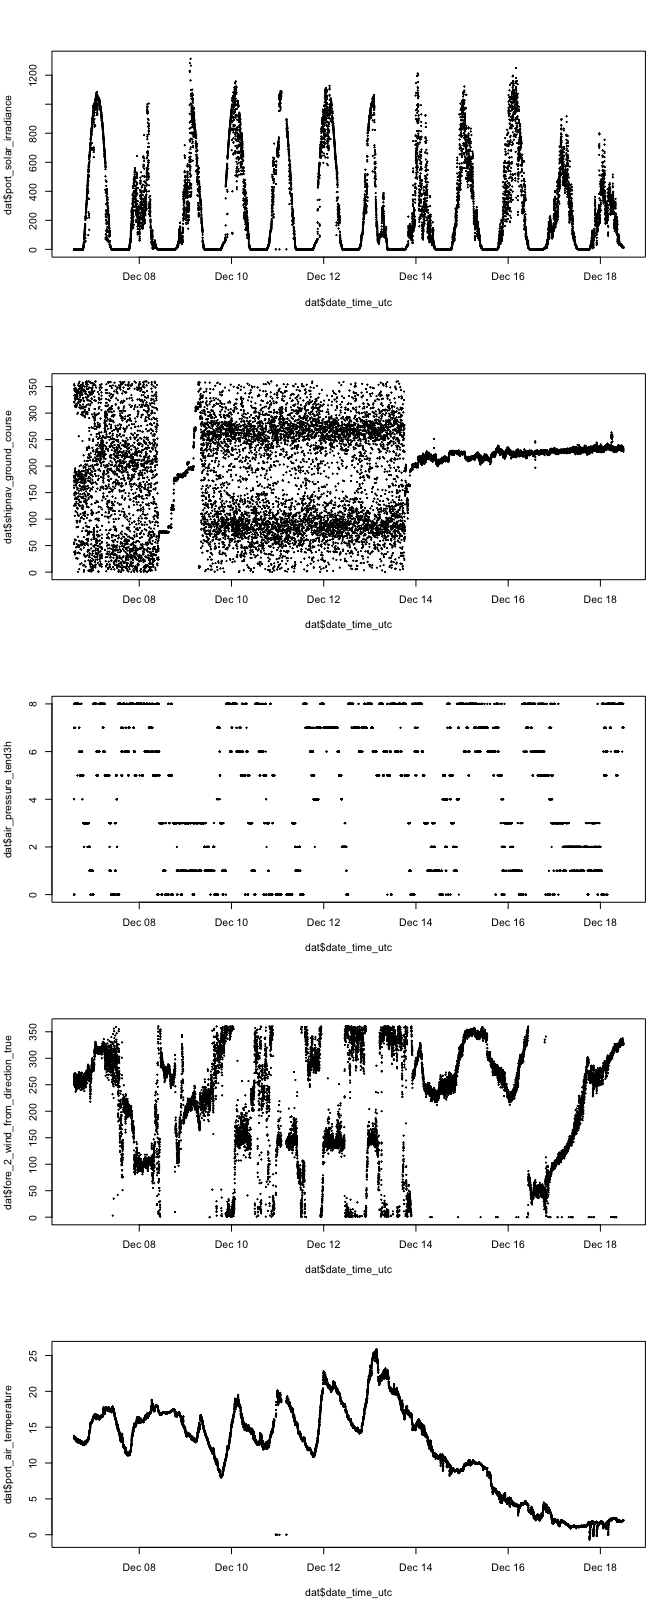 dat$port_solar_irradiance
0 200 400 600 800 1200
Dec 08 Dec 10 Dec 12 Dec 14 Dec 16 Dec 18
dat$date_time_utc
dat$shipnav_ground_course
0 50 100 150 200 250 300 350
Dec 08 Dec 10 Dec 12 Dec 14 Dec 16 Dec 18
dat$date_time_utc
dat$air_pressure_tend3h
0 2 4 6 8
Dec 08 Dec 10 Dec 12 Dec 14 Dec 16 Dec 18
dat$date_time_utc
dat$fore_2_wind_from_direction_true
0 50 100 150 200 250 300 350
Dec 08 Dec 10 Dec 12 Dec 14 Dec 16 Dec 18
dat$date_time_utc
dat$port_air_temperature
0 5 10 15 20 25
Dec 08 Dec 10 Dec 12 Dec 14 Dec 16 Dec 18
dat$date_time_utc